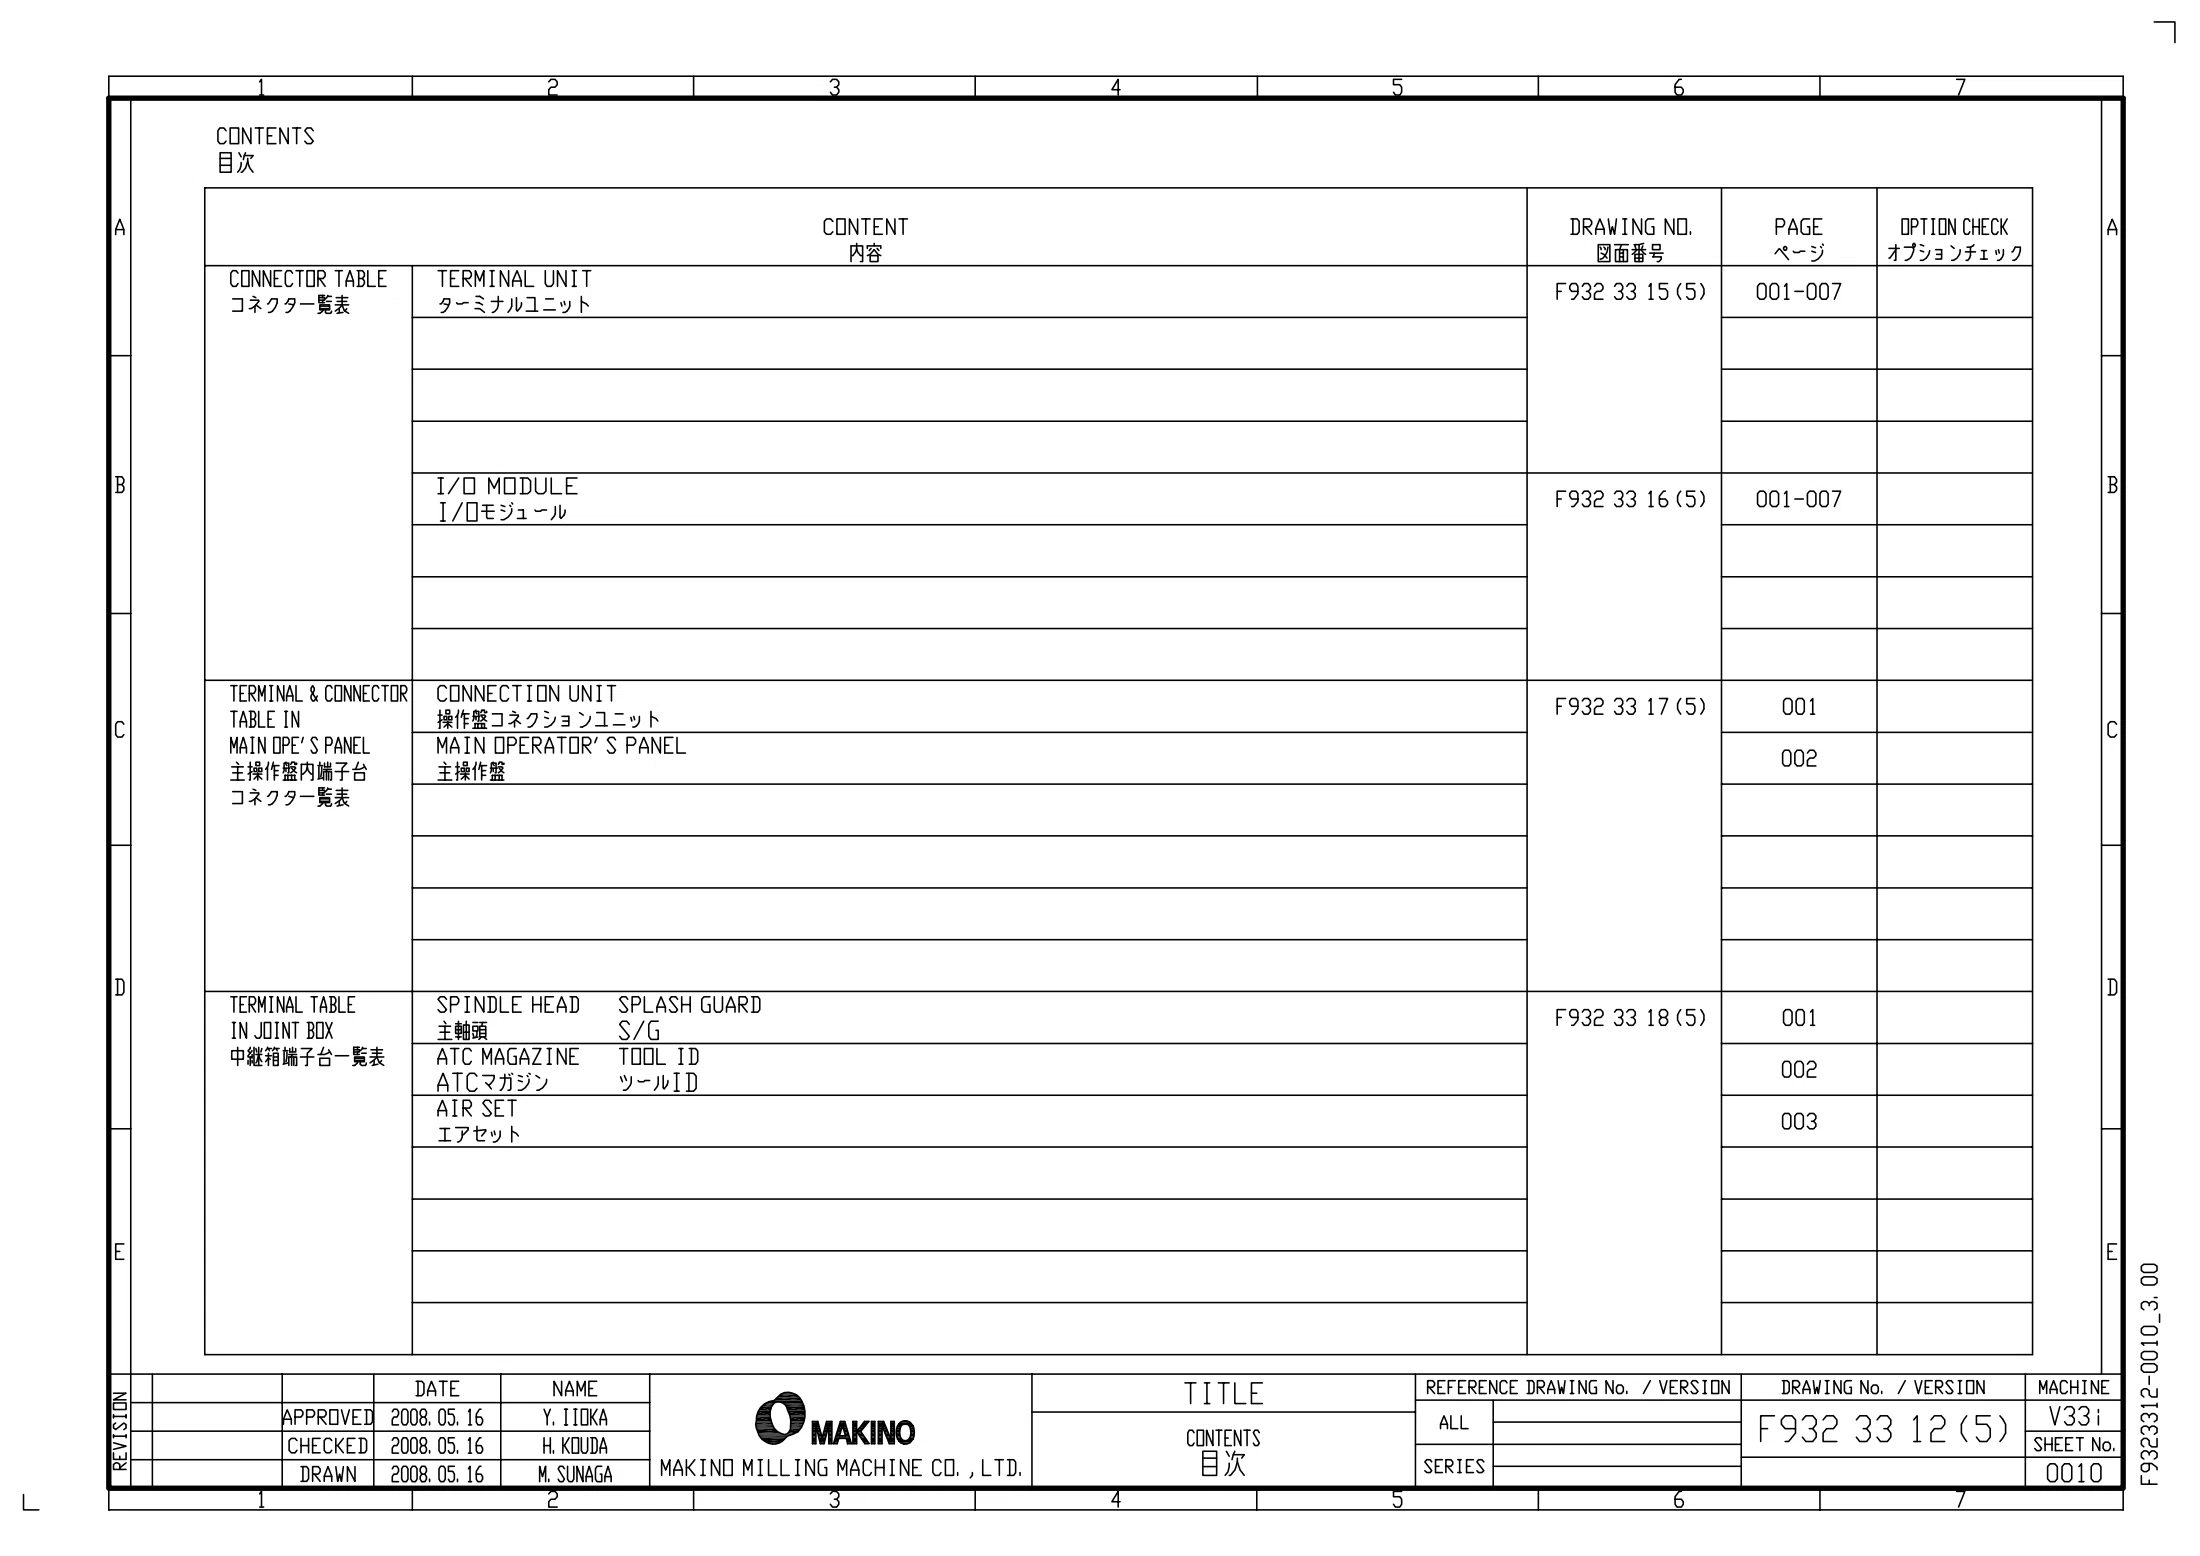 1 2 3 4 5 6 7
CONTENTS
目次
CONTENT DRAWING NO. PAGE OPTION CHECK
内容 図面番号 ページ オプションチェック
A A
CONNECTOR TABLE TERMINAL UNIT F932 33 15(5) 001-007
コネクター覧表 ターミナルユニット
B B
I/O MODULE F932 33 16(5) 001-007
I/Oモジュール
TERMINAL & CONNECTOR CONNECTION UNIT F932 33 17(5) 001
TABLE IN 操作盤コネクションユニット
C C
MAIN OPE'S PANEL MAIN OPERATOR'S PANEL 002
主操作盤内端子台 主操作盤
コネクター覧表
D D
TERMINAL TABLE SPINDLE HEAD SPLASH GUARD F932 33 18(5) 001
IN JOINT BOX 主軸頭 S/G
中継箱端子台一覧表 ATC MAGAZINE TOOL ID 002
ATCマガジン ツールID
AIR SET 003
エアセット
E E
REVISION
DATE NAME
APPROVED 2008.05.16 Y. IIOKA
CHECKED 2008.05.16 H. KOUDA
DRAWN 2008.05.16 M. SUNAGA
MAKINO
MAKINO MILLING MACHINE CO.,LTD.
TITLE
CONTENTS
目次
REFERENCE DRAWING No. / VERSION
ALL
SERIES
DRAWING No. / VERSION
F932 33 12(5)
MACHINE
V33i
SHEET No.
0010
1 2 3 4 5 6 7
F9323312-0010_3.00